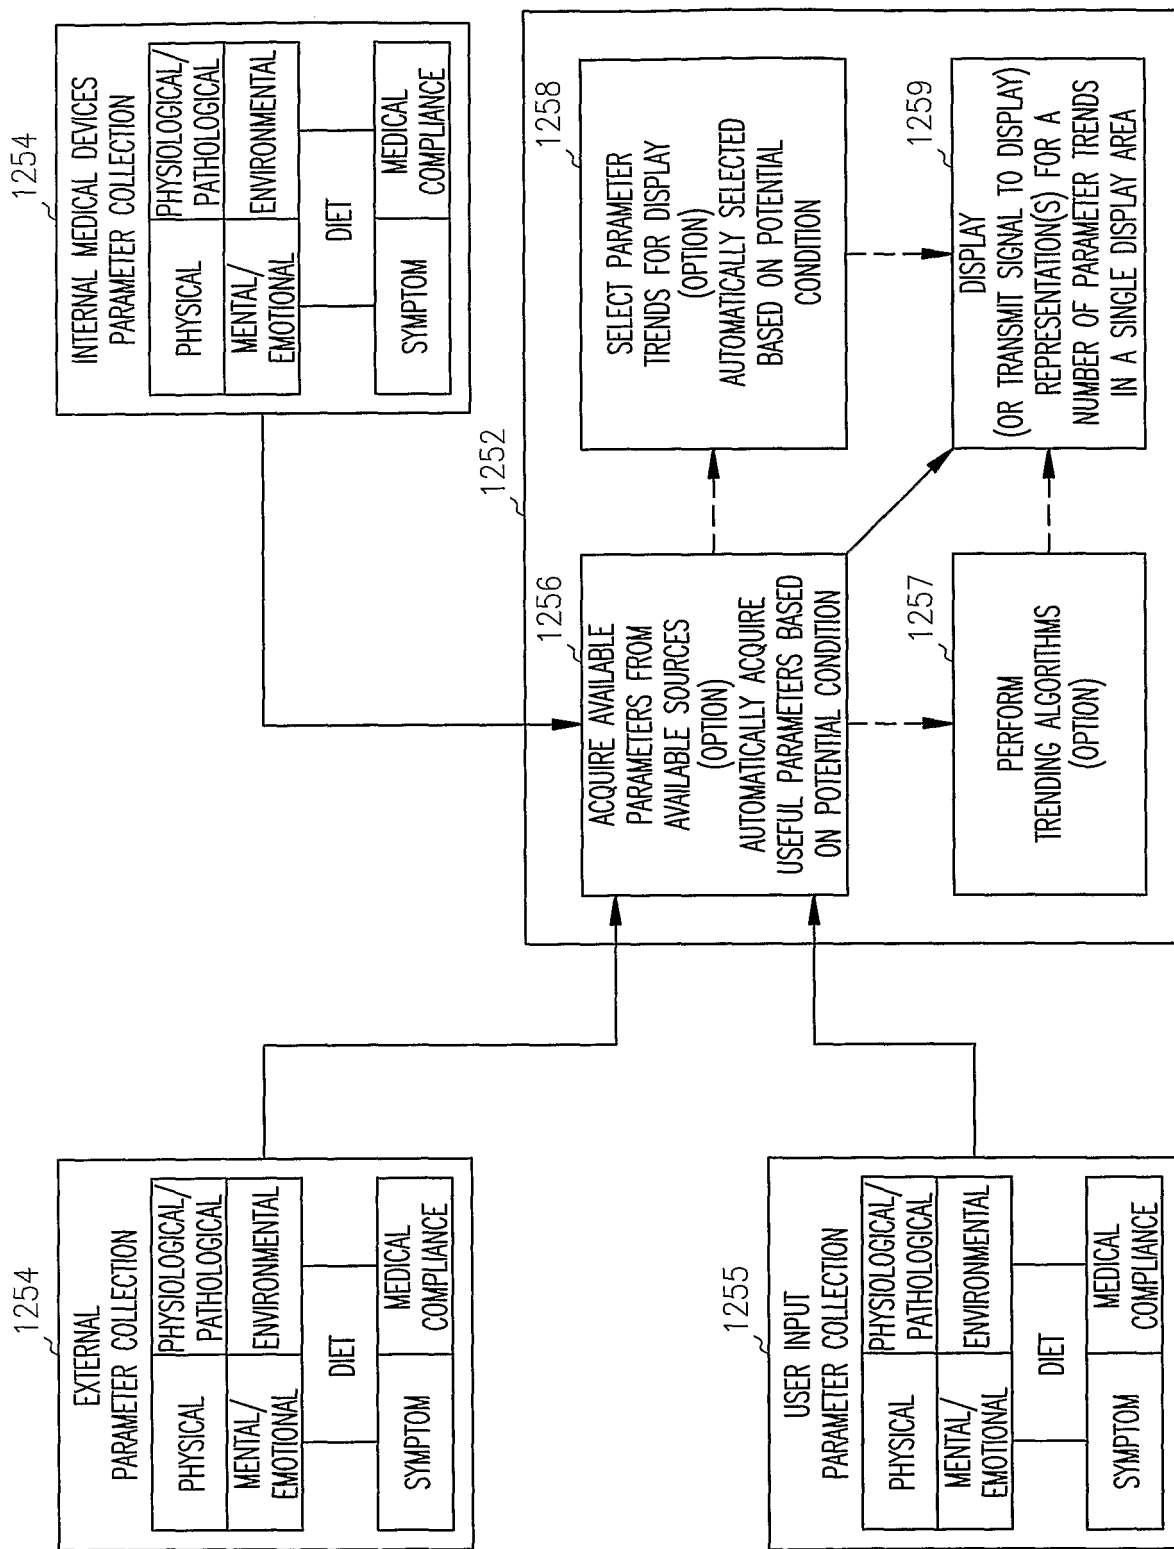 1254
EXTERNAL
PARAMETER COLLECTION
PHYSICAL
PHYSIOLOGICAL/
PATHOLOGICAL
MENTAL/
EMOTIONAL
ENVIRONMENTAL
DIET
SYMPTOM
MEDICAL
COMPLIANCE
1254
INTERNAL MEDICAL DEVICES
PARAMETER COLLECTION
PHYSICAL
PHYSIOLOGICAL/
PATHOLOGICAL
MENTAL/
EMOTIONAL
ENVIRONMENTAL
DIET
SYMPTOM
MEDICAL
COMPLIANCE
1255
USER INPUT
PARAMETER COLLECTION
PHYSICAL
PHYSIOLOGICAL/
PATHOLOGICAL
MENTAL/
EMOTIONAL
ENVIRONMENTAL
DIET
SYMPTOM
MEDICAL
COMPLIANCE
1252
1256
ACQUIRE AVAILABLE
PARAMETERS FROM
AVAILABLE SOURCES
(OPTION)
AUTOMATICALLY ACQUIRE
USEFUL PARAMETERS BASED
ON POTENTIAL CONDITION
1258
SELECT PARAMETER
TRENDS FOR DISPLAY
(OPTION)
AUTOMATICALLY SELECTED
BASED ON POTENTIAL
CONDITION
1257
PERFORM
TRENDING ALGORITHMS
(OPTION)
1259
DISPLAY
(OR TRANSMIT SIGNAL TO DISPLAY)
REPRESENTATION(S) FOR A
NUMBER OF PARAMETER TRENDS
IN A SINGLE DISPLAY AREA